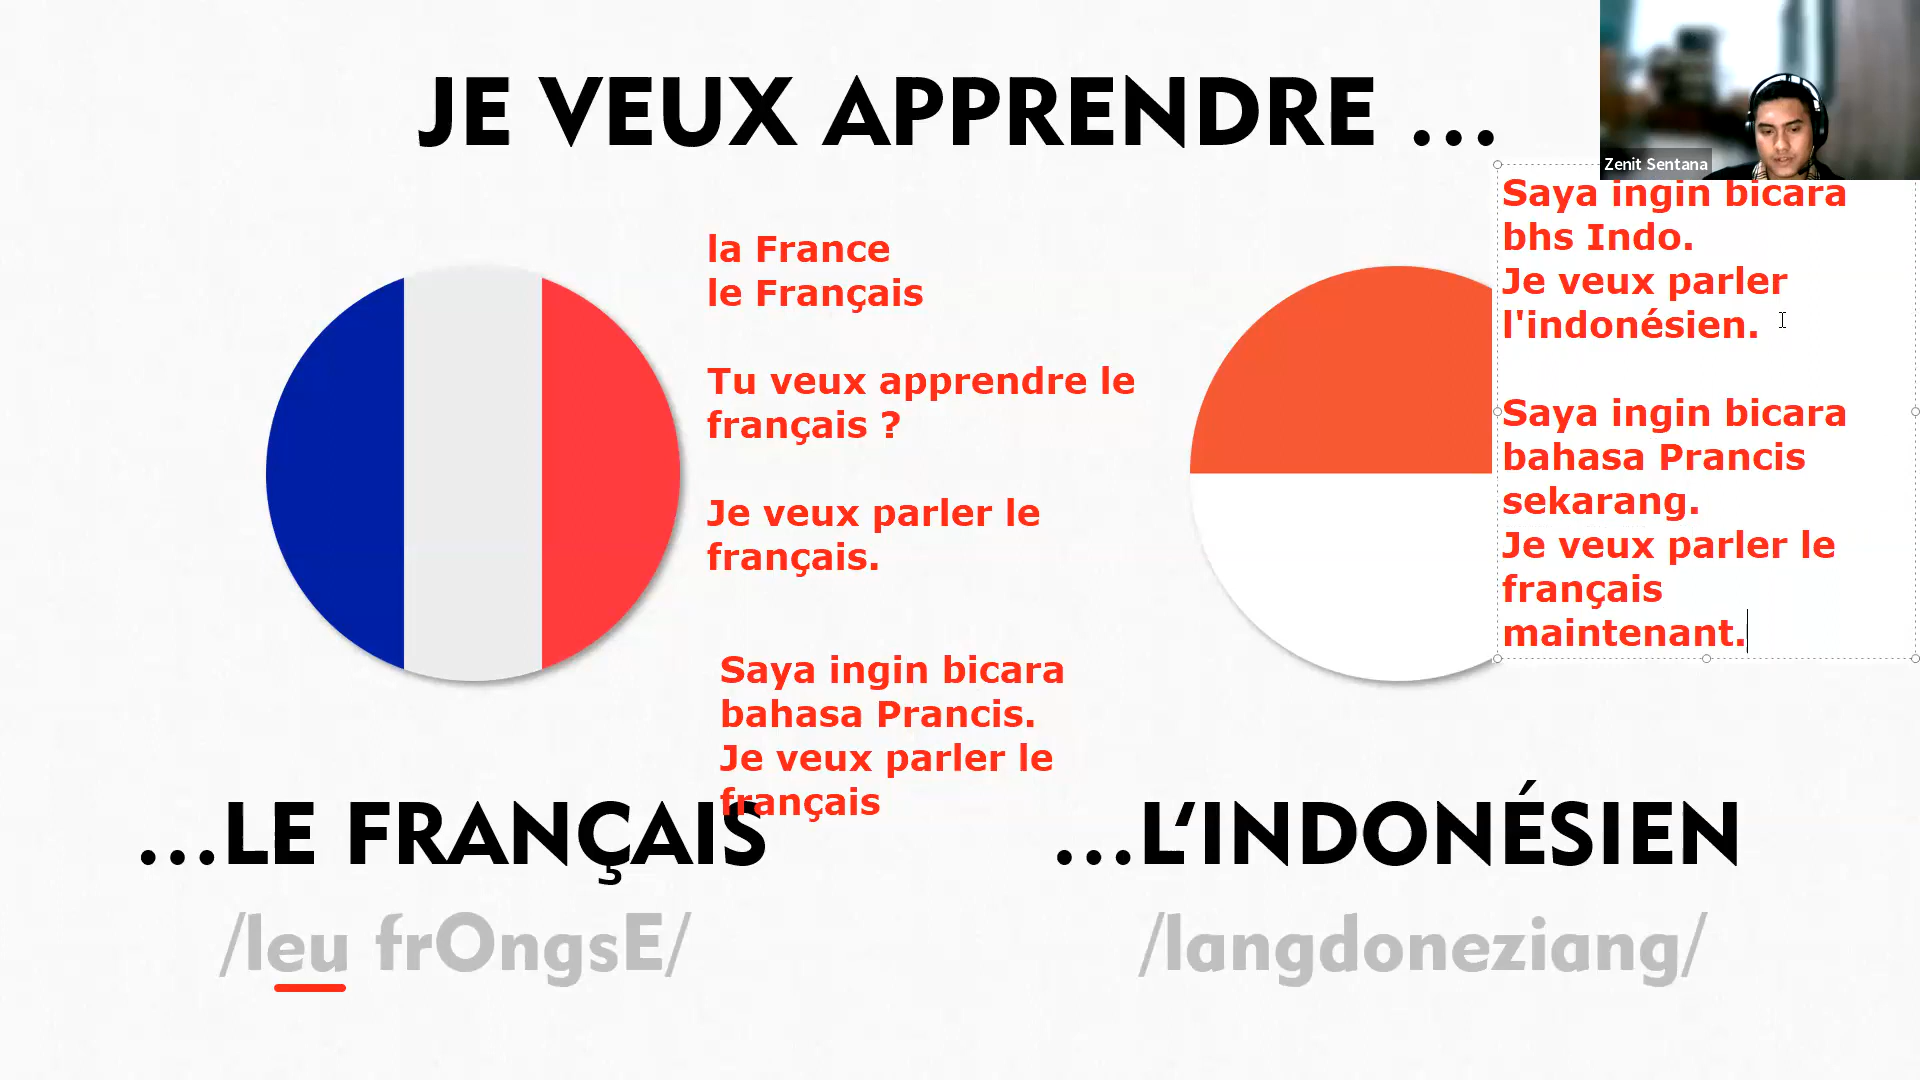 JE VEUX APPRENDRE ...
Zenit Sentana
la France
le Français
Tu veux apprendre le
français ?
Je veux parler le
français.
Saya ingin bicara
bahasa Prancis.
Je veux parler le
français
Saya ingin bicara
bhs Indo.
Je veux parler
l'indonésien.
Saya ingin bicara
bahasa Prancis
sekarang.
Je veux parler le
français
maintenant.
...LE FRANÇAIS
/leu frOngsE/
...L‘INDONÉSIEN
/langdoneziang/